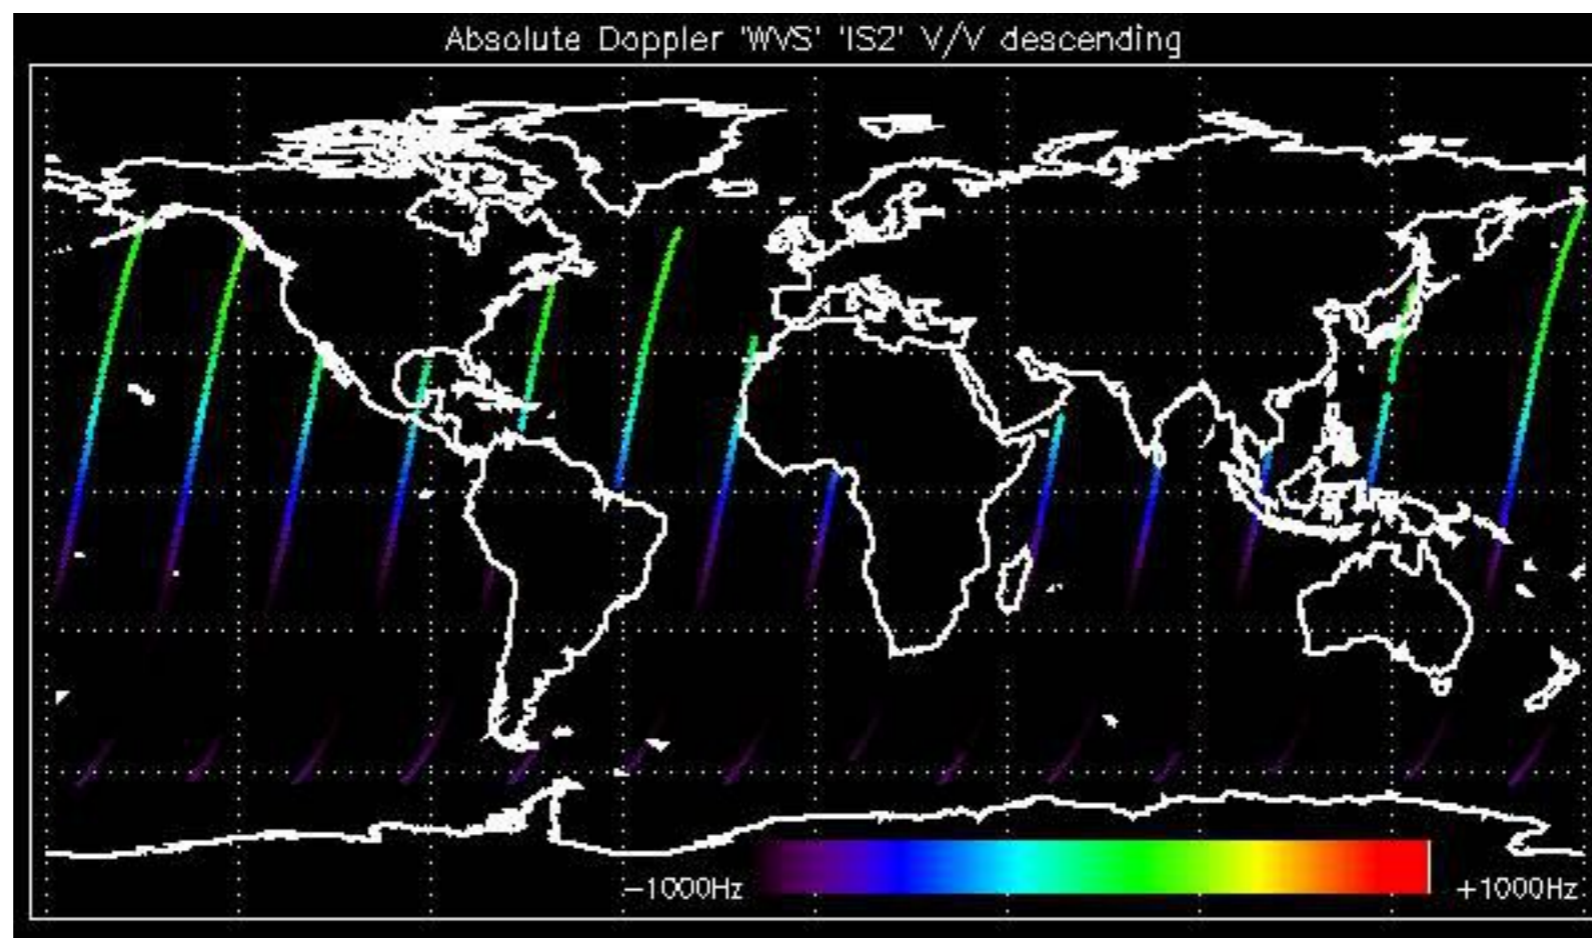 Absolute Doppler 'WVS' 'IS2' V/V descending
−1000Hz
+1000Hz